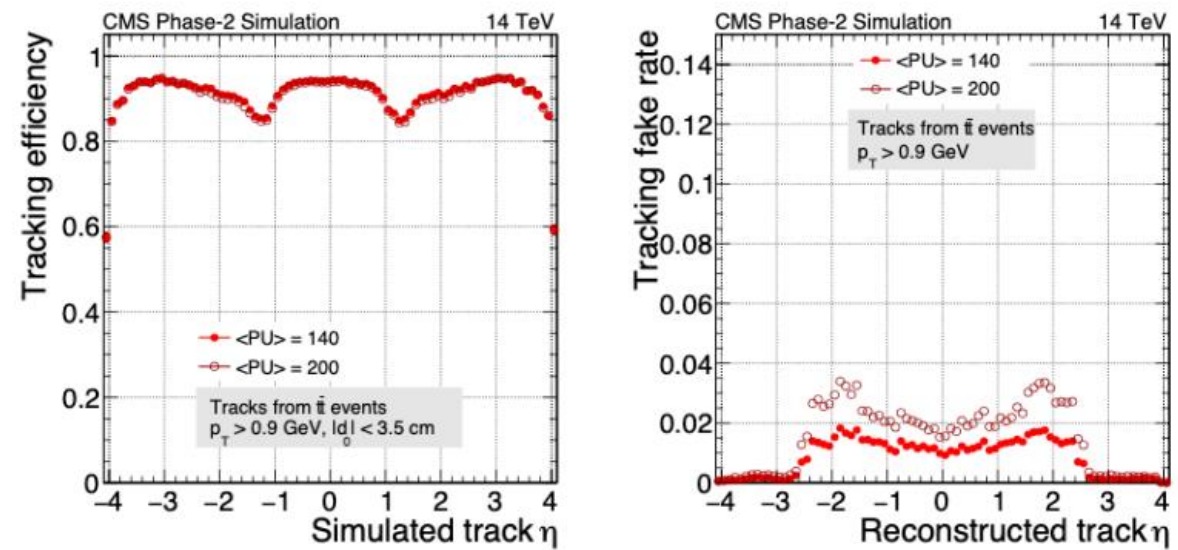 CMS Phase-2 Simulation 14 TeV
Tracking efficiency
1
0.8
0.6
0.4
0.2
0
<PU> = 140
<PU> = 200
Tracks from tt̄ events
p_T > 0.9 GeV, |d_0| < 3.5 cm
−4 −3 −2 −1 0 1 2 3 4
Simulated track η
CMS Phase-2 Simulation 14 TeV
Tracking fake rate
0.14
0.12
0.1
0.08
0.06
0.04
0.02
0
<PU> = 140
<PU> = 200
Tracks from tt̄ events
p_T > 0.9 GeV
−4 −3 −2 −1 0 1 2 3 4
Reconstructed track η